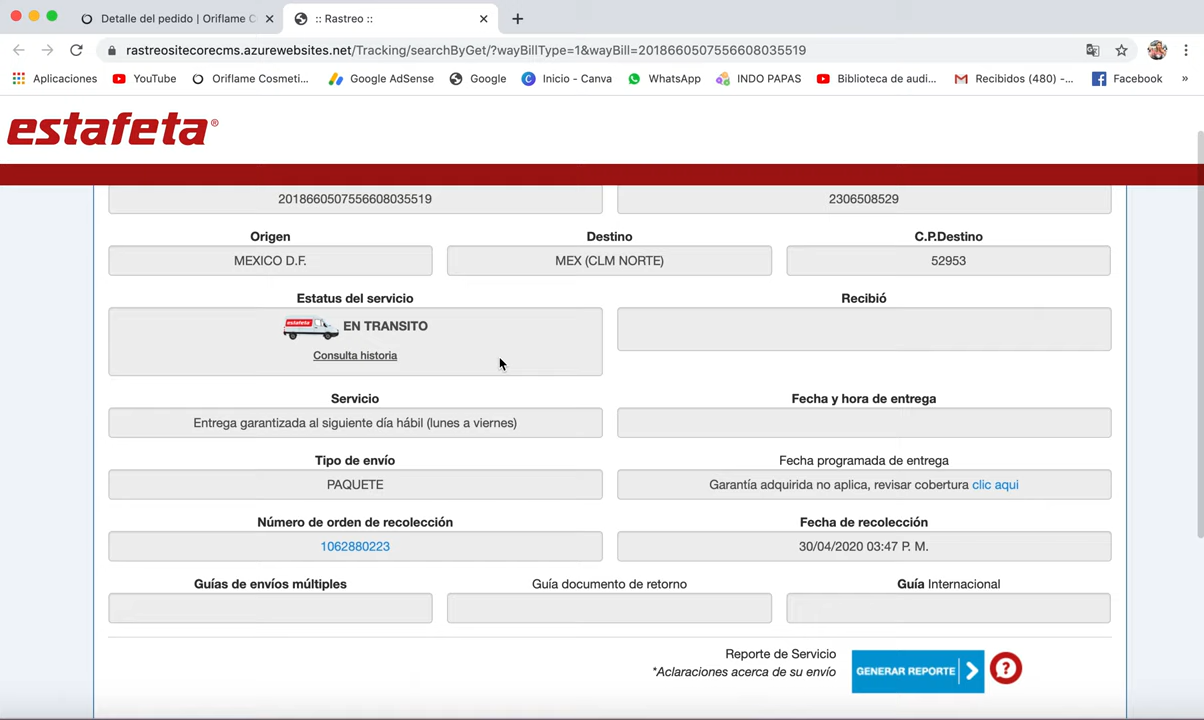 Detalle del pedido | Oriflame C
:: Rastreo ::
rastreositecorecms.azurewebsites.net/Tracking/searchByGet/?wayBillType=1&wayBill=2018660507556608035519
Aplicaciones YouTube Oriflame Cosmeti... Google AdSense Google Inicio - Canva WhatsApp INDO PAPAS Biblioteca de audi... Recibidos (480) -... Facebook »
estafeta®
2018660507556608035519 2306508529
Origen Destino C.P.Destino
MEXICO D.F. MEX (CLM NORTE) 52953
Estatus del servicio Recibió
estafeta EN TRANSITO
Consulta historia
Servicio Fecha y hora de entrega
Entrega garantizada al siguiente día hábil (lunes a viernes)
Tipo de envío Fecha programada de entrega
PAQUETE Garantía adquirida no aplica, revisar cobertura clic aqui
Número de orden de recolección Fecha de recolección
1062880223 30/04/2020 03:47 P. M.
Guías de envíos múltiples Guía documento de retorno Guía Internacional
Reporte de Servicio
*Aclaraciones acerca de su envío
GENERAR REPORTE ?